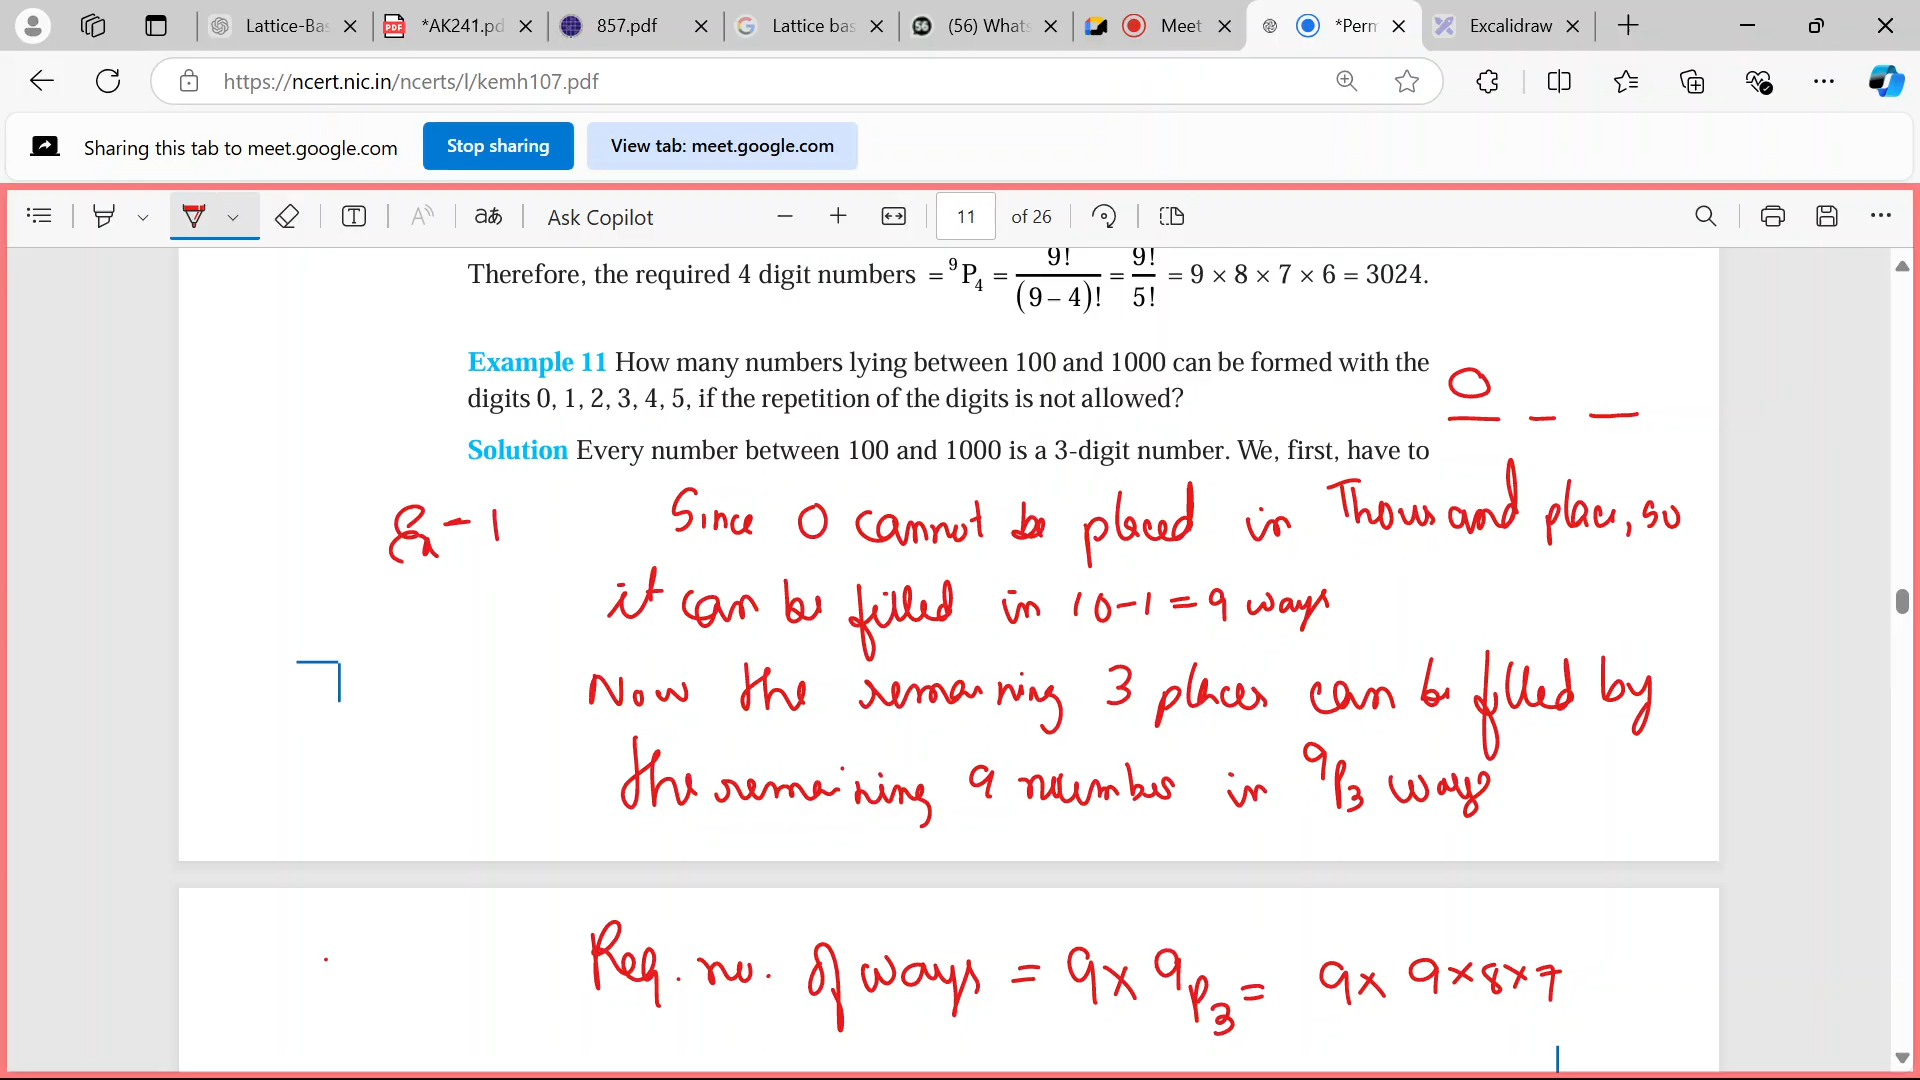 Lattice-Bas
*AK241.pd
857.pdf
Lattice bas
(56) Whats
Meet
*Perm
Excalidraw
https://ncert.nic.in/ncerts/l/kemh107.pdf
Sharing this tab to meet.google.com
Stop sharing
View tab: meet.google.com
Ask Copilot
11 of 26
Therefore, the required 4 digit numbers = ⁹P₄ = 9!/(9 – 4)! = 9!/5! = 9 × 8 × 7 × 6 = 3024.
Example 11 How many numbers lying between 100 and 1000 can be formed with the
digits 0, 1, 2, 3, 4, 5, if the repetition of the digits is not allowed?
0
Solution Every number between 100 and 1000 is a 3-digit number. We, first, have to
Ex - 1 Since 0 cannot be placed in Thousand place, so
it can be filled in 10-1 = 9 ways
Now the remaining 3 places can be filled by
the remaining 9 number in ⁹P₃ ways
Req. no. of ways = 9 × ⁹P₃ = 9 × 9 × 8 × 7